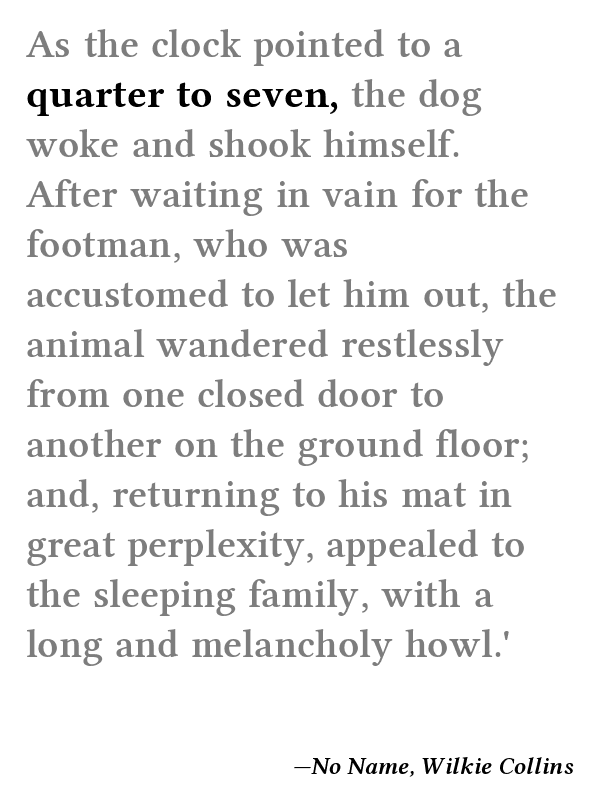 As the clock pointed to a
quarter to seven, the dog
woke and shook himself.
After waiting in vain for the
footman, who was
accustomed to let him out, the
animal wandered restlessly
from one closed door to
another on the ground floor;
and, returning to his mat in
great perplexity, appealed to
the sleeping family, with a
long and melancholy howl.'
—No Name, Wilkie Collins